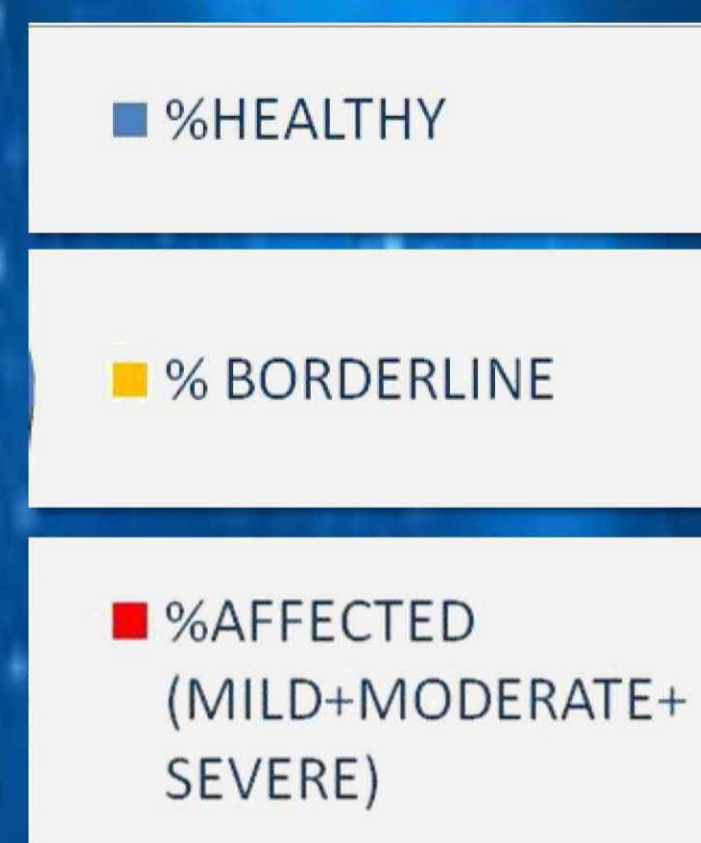 %HEALTHY
% BORDERLINE
%AFFECTED
(MILD+MODERATE+
SEVERE)